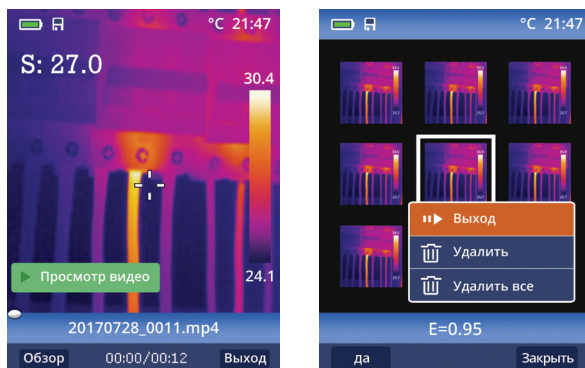 °C 21:47
S: 27.0
30.4
24.1
Просмотр видео
20170728_0011.mp4
Обзор 00:00/00:12 Выход
°C 21:47
Выход
Удалить
Удалить все
E=0.95
да Закрыть